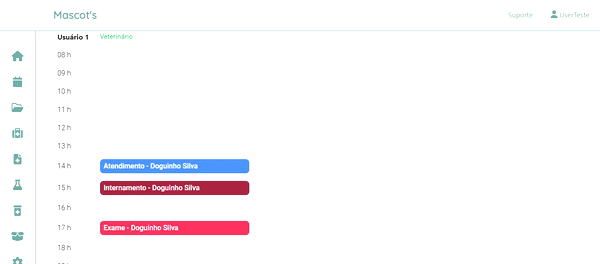 Mascot's
Suporte
UserTeste
Usuário 1
Veterinário
08 h
09 h
10 h
11 h
12 h
13 h
14 h
Atendimento - Doguinho Silva
15 h
Internamento - Doguinho Silva
16 h
17 h
Exame - Doguinho Silva
18 h